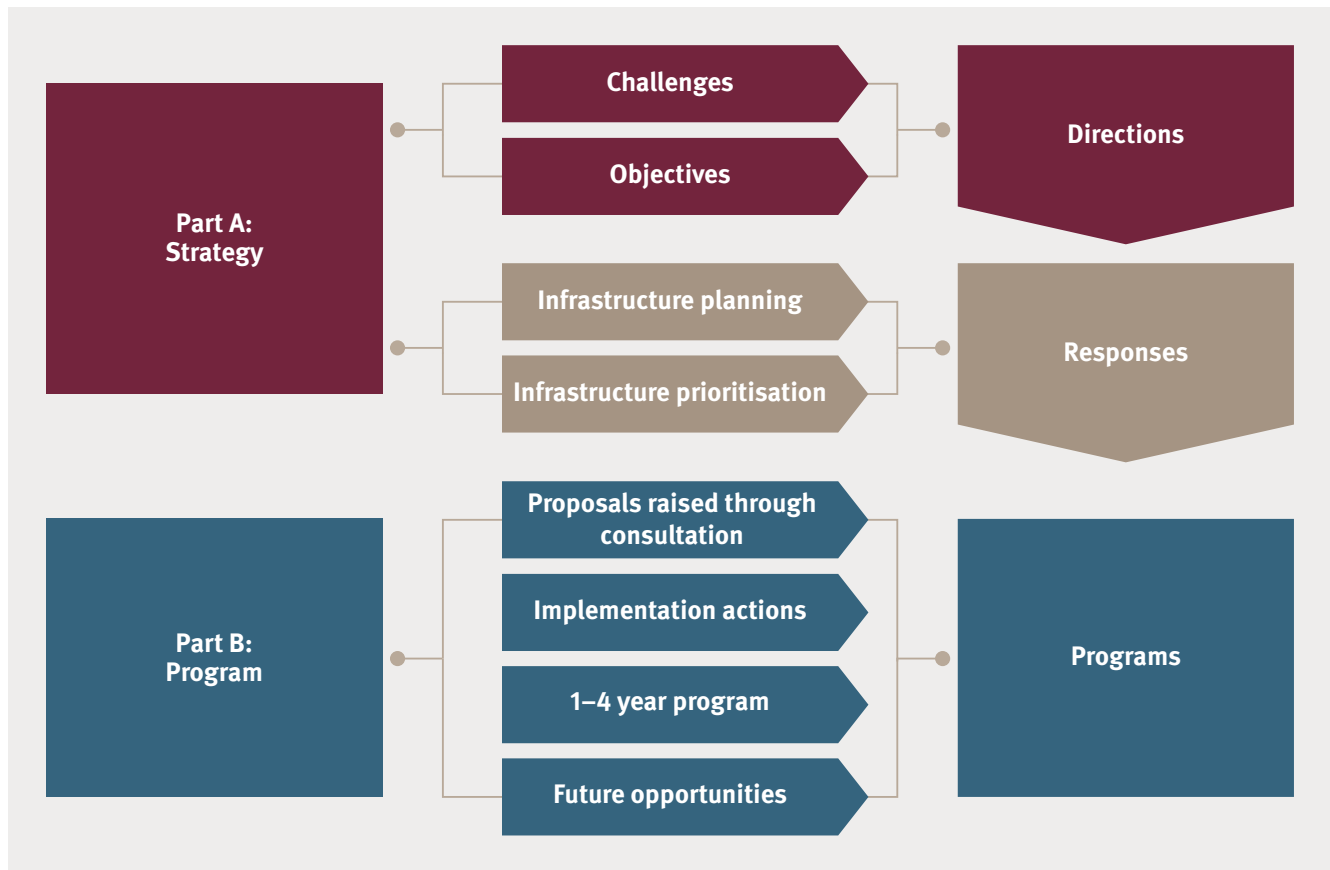 Part A:
Strategy
Challenges
Objectives
Directions
Infrastructure planning
Infrastructure prioritisation
Responses
Part B:
Program
Proposals raised through
consultation
Implementation actions
1–4 year program
Future opportunities
Programs